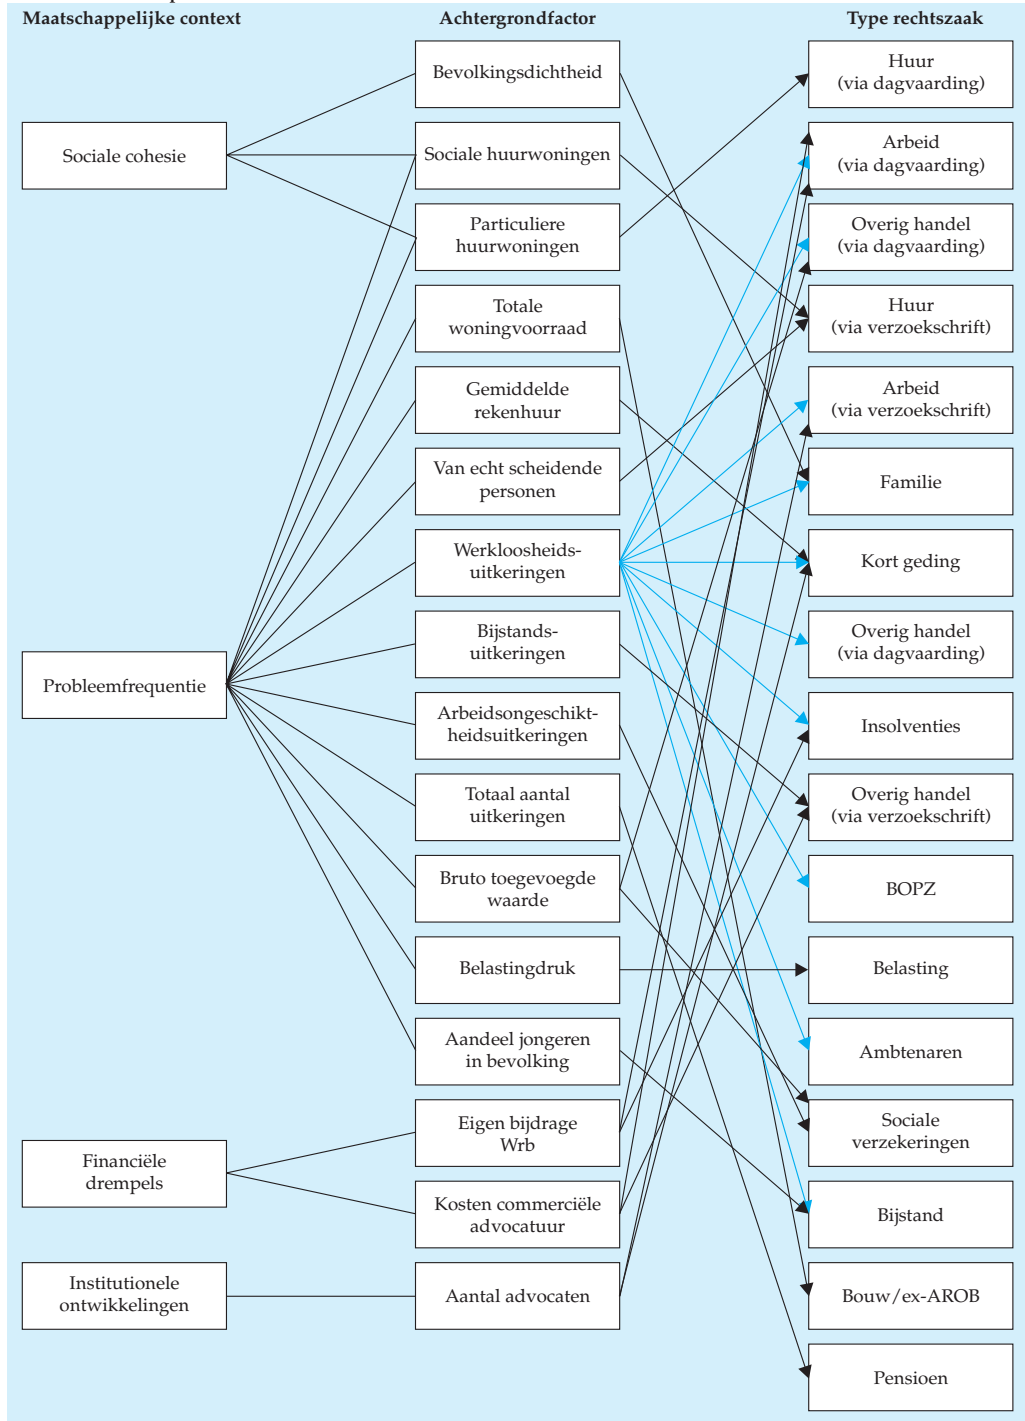 Maatschappelijke context
Achtergrondfactor
Type rechtszaak
Sociale cohesie
Probleemfrequentie
Financiële
drempels
Institutionele
ontwikkelingen
Bevolkingsdichtheid
Sociale huurwoningen
Particuliere
huurwoningen
Totale
woningvoorraad
Gemiddelde
rekenhuur
Van echt scheidende
personen
Werkloosheids-
uitkeringen
Bijstands-
uitkeringen
Arbeidsongeschikt-
heidsuitkeringen
Totaal aantal
uitkeringen
Bruto toegevoegde
waarde
Belastingdruk
Aandeel jongeren
in bevolking
Eigen bijdrage
Wrb
Kosten commerciële
advocatuur
Aantal advocaten
Huur
(via dagvaarding)
Arbeid
(via dagvaarding)
Overig handel
(via dagvaarding)
Huur
(via verzoekschrift)
Arbeid
(via verzoekschrift)
Familie
Kort geding
Overig handel
(via dagvaarding)
Insolventies
Overig handel
(via verzoekschrift)
BOPZ
Belasting
Ambtenaren
Sociale
verzekeringen
Bijstand
Bouw/ex-AROB
Pensioen